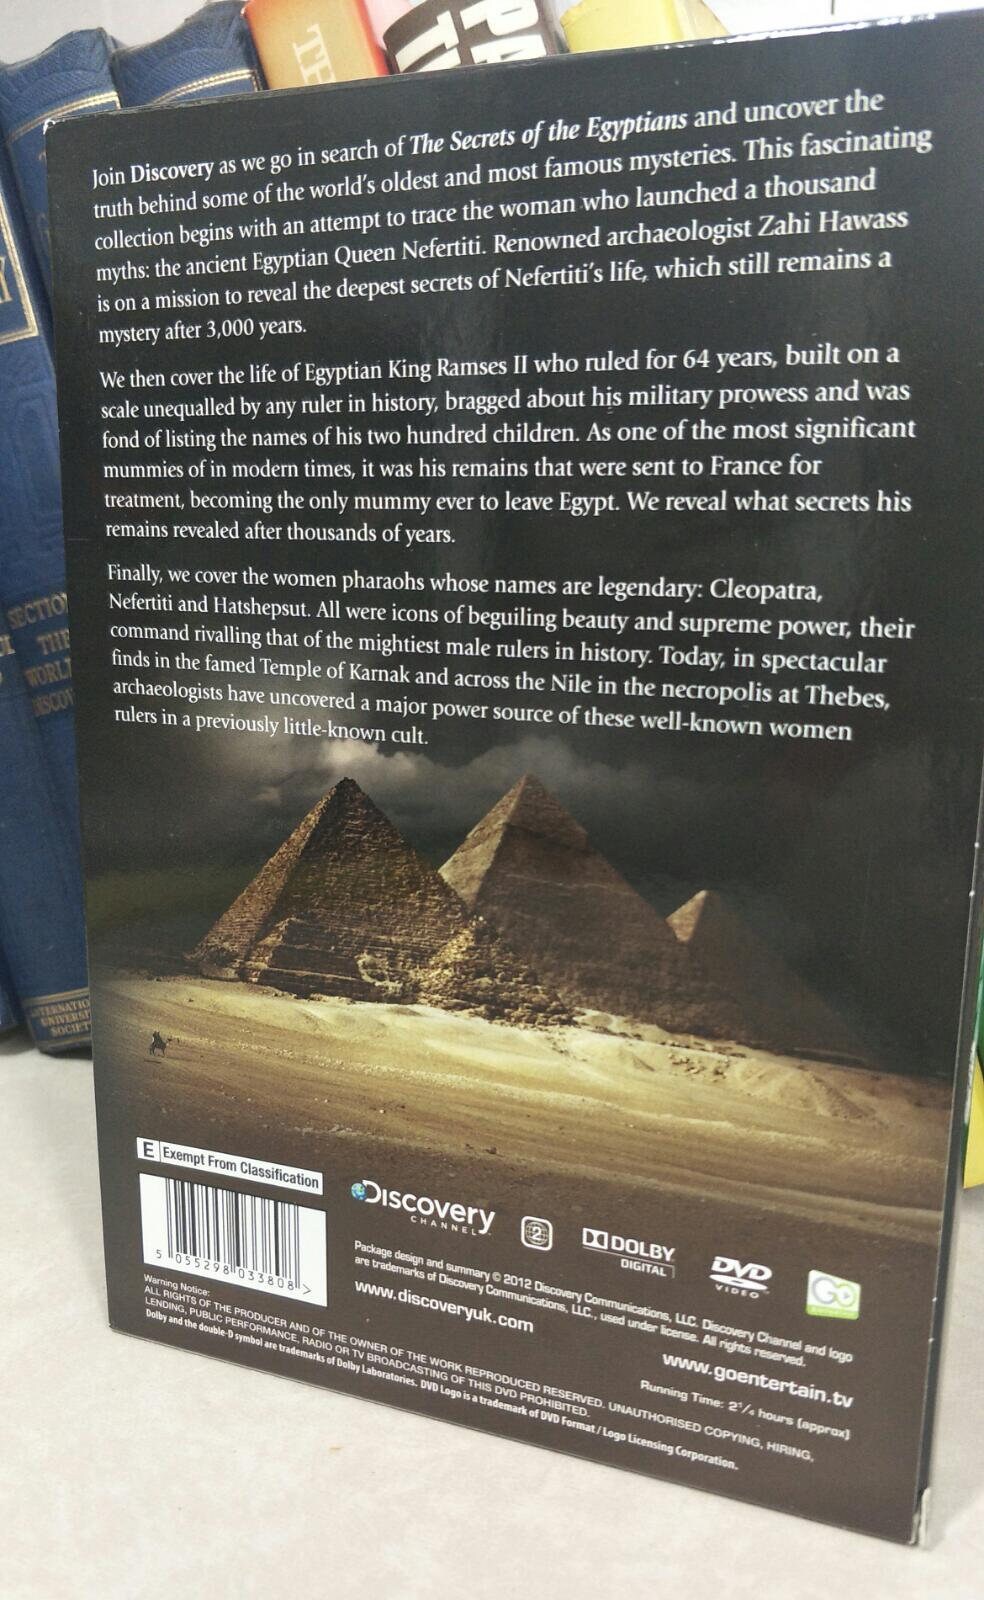 TH
PA
T
Join Discovery as we go in search of The Secrets of the Egyptians and uncover the
truth behind some of the world's oldest and most famous mysteries. This fascinating
collection begins with an attempt to trace the woman who launched a thousand
myths: the ancient Egyptian Queen Nefertiti. Renowned archaeologist Zahi Hawass
is on a mission to reveal the deepest secrets of Nefertiti's life, which still remains a
mystery after 3,000 years.
We then cover the life of Egyptian King Ramses II who ruled for 64 years, built on a
scale unequalled by any ruler in history, bragged about his military prowess and was
fond of listing the names of his two hundred children. As one of the most significant
mummies of in modern times, it was his remains that were sent to France for
treatment, becoming the only mummy ever to leave Egypt. We reveal what secrets his
remains revealed after thousands of years.
Finally, we cover the women pharaohs whose names are legendary: Cleopatra,
Nefertiti and Hatshepsut. All were icons of beguiling beauty and supreme power, their
command rivalling that of the mightiest male rulers in history. Today, in spectacular
finds in the famed Temple of Karnak and across the Nile in the necropolis at Thebes,
archaeologists have uncovered a major power source of these well-known women
rulers in a previously little-known cult.
SECTIO
THE
WORL
DISCOV
INTERNATIO
UNIVERSI
SOCIET
E Exempt From Classification
5 055298 033808 >
Discovery
CHANNEL
2
DOLBY
DIGITAL
DVD
VIDEO
GO
Package design and summary © 2012 Discovery Communications, LLC. Discovery Channel and logo
are trademarks of Discovery Communications, LLC., used under license. All rights reserved.
www.discoveryuk.com
www.goentertain.tv
Running Time: 2¼ hours (approx)
Warning Notice:
ALL RIGHTS OF THE PRODUCER AND OF THE OWNER OF THE WORK REPRODUCED RESERVED. UNAUTHORISED COPYING, HIRING,
LENDING, PUBLIC PERFORMANCE, RADIO OR TV BROADCASTING OF THIS DVD PROHIBITED.
Dolby and the double-D symbol are trademarks of Dolby Laboratories. DVD Logo is a trademark of DVD Format / Logo Licensing Corporation.